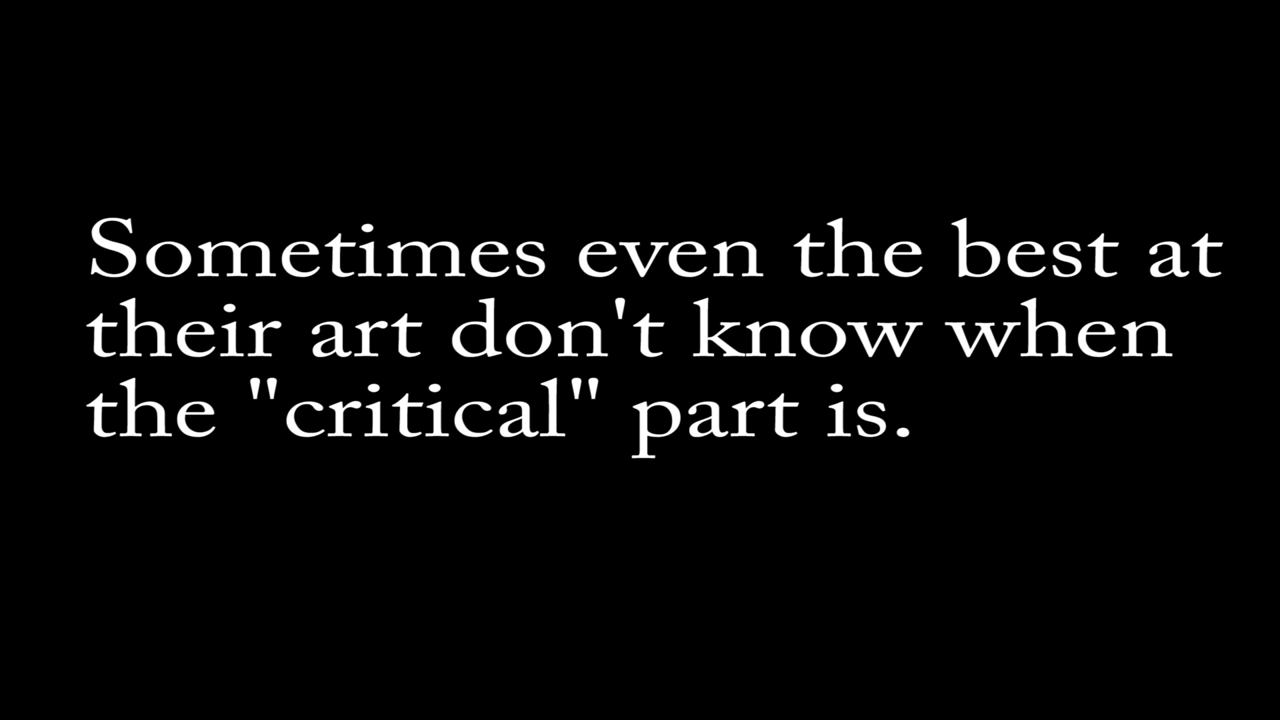 Sometimes even the best at
their art don't know when
the "critical" part is.